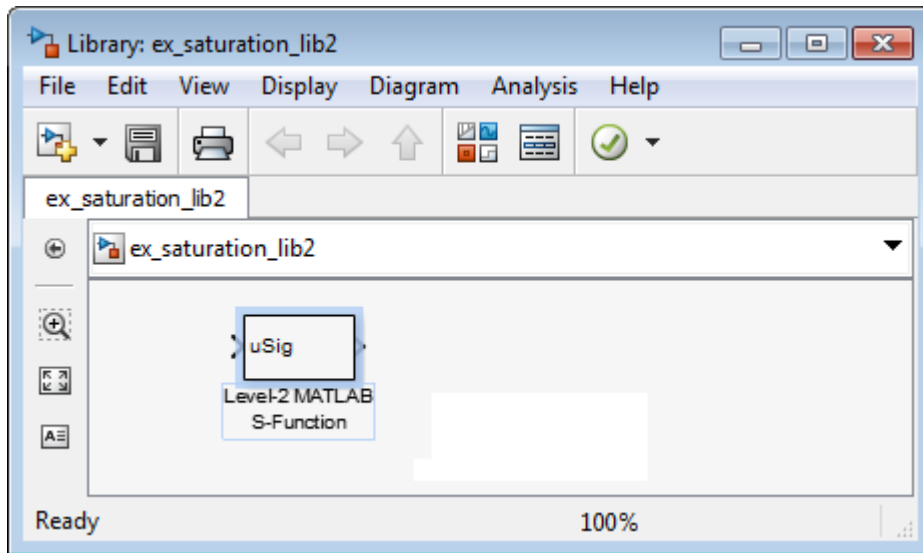 Library: ex_saturation_lib2
File Edit View Display Diagram Analysis Help
ex_saturation_lib2
ex_saturation_lib2
uSig
Level-2 MATLAB
S-Function
Ready 100%